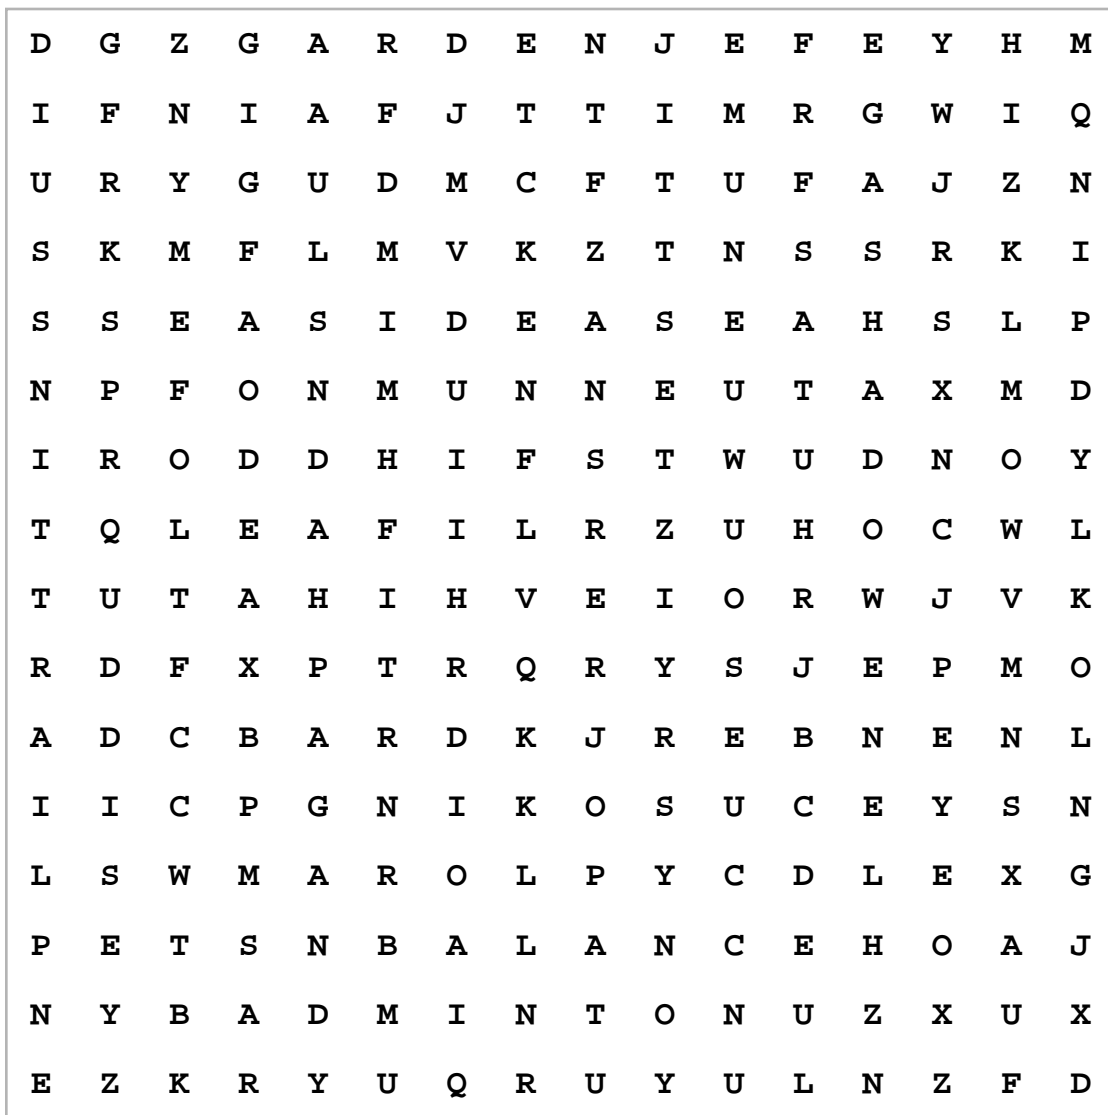 D G Z G A R D E N J E F E Y H M
I F N I A F J T T I M R G W I Q
U R Y G U D M C F T U F A J Z N
S K M F L M V K Z T N S S R K I
S S E A S I D E A S E A H S L P
N P F O N M U N N E U T A X M D
I R O D D H I F S T W U D N O Y
T Q L E A F I L R Z U H O C W L
T U T A H I H V E I O R W J V K
R D F X P T R Q R Y S J E P M O
A D C B A R D K J R E B N E N L
I I C P G N I K O S U C E Y S N
L S W M A R O L P Y C D L E X G
P E T S N B A L A N C E H O A J
N Y B A D M I N T O N U Z X U X
E Z K R Y U Q R U Y U L N Z F D